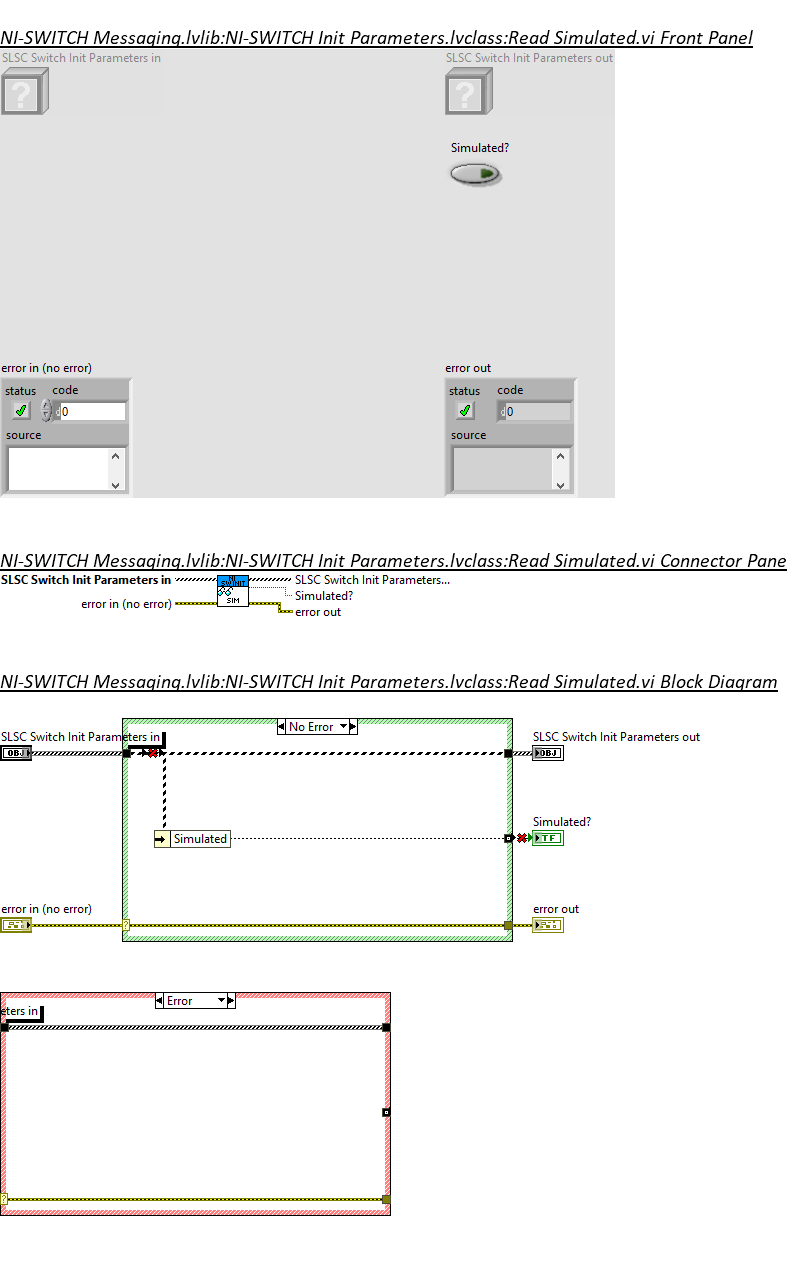 NI-SWITCH Messaging.lvlib:NI-SWITCH Init Parameters.lvclass:Read Simulated.vi Front Panel
SLSC Switch Init Parameters in
SLSC Switch Init Parameters out
?
?
Simulated?
error in (no error)
error out
status
code
status
code
d
0
d
0
source
source
NI-SWITCH Messaging.lvlib:NI-SWITCH Init Parameters.lvclass:Read Simulated.vi Connector Pane
SLSC Switch Init Parameters in
NI
SW INIT
SIM
SLSC Switch Init Parameters...
Simulated?
error in (no error)
error out
NI-SWITCH Messaging.lvlib:NI-SWITCH Init Parameters.lvclass:Read Simulated.vi Block Diagram
No Error
SLSC Switch Init Parameters in
SLSC Switch Init Parameters out
OBJ
OBJ
Simulated?
Simulated
TF
error in (no error)
error out
?
Error
eters in
?